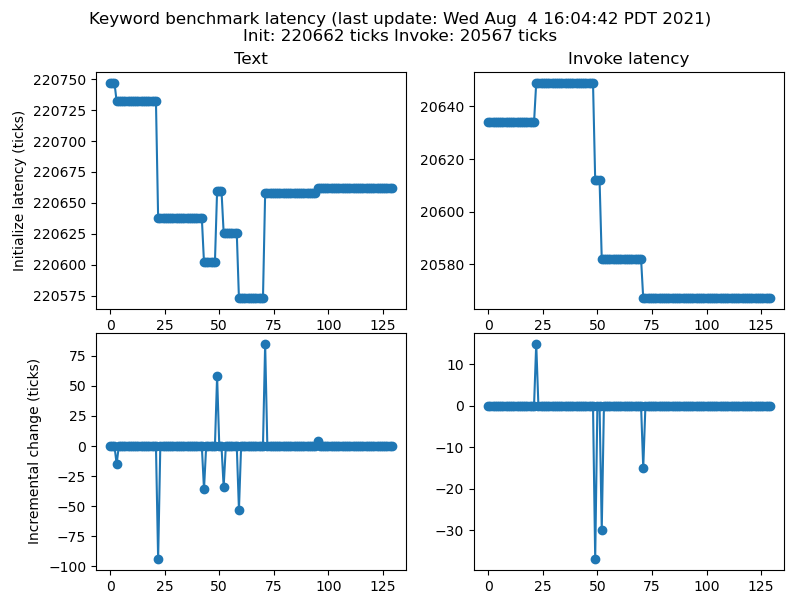 Keyword benchmark latency (last update: Wed Aug  4 16:04:42 PDT 2021)
Init: 220662 ticks Invoke: 20567 ticks
Text
Invoke latency
Initialize latency (ticks)
220750
220725
220700
220675
220650
220625
220600
220575
0 25 50 75 100 125
20640
20620
20600
20580
0 25 50 75 100 125
Incremental change (ticks)
75
50
25
0
−25
−50
−75
−100
0 25 50 75 100 125
10
0
−10
−20
−30
0 25 50 75 100 125